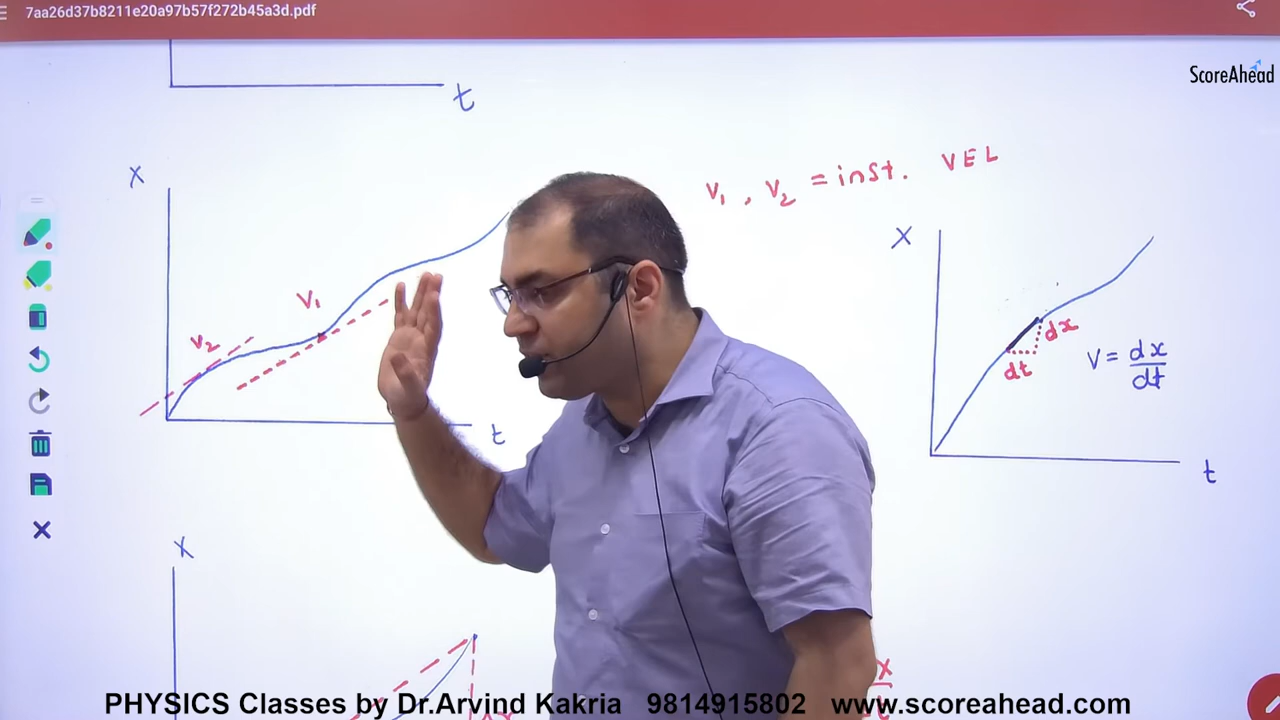 7aa26d37b8211e20a97b57f272b45a3d.pdf
ScoreAhead
t
x
V₁, V₂ = inst. VEL
x
V₁
V₂
dx
dt
V = dx/dt
t
t
x
x
PHYSICS Classes by Dr.Arvind Kakria 9814915802 www.scoreahead.com